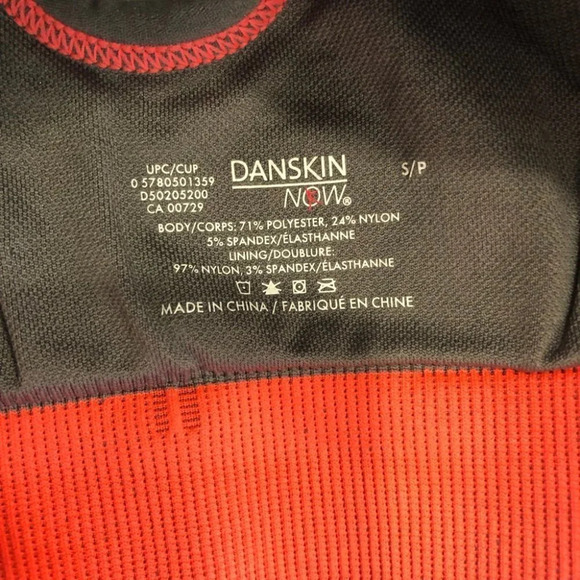 UPC/CUP
0 5780501359
D50205200
CA 00729
DANSKIN
NOW®
S/P
BODY/CORPS: 71% POLYESTER, 24% NYLON
5% SPANDEX/ÉLASTHANNE
LINING/DOUBLURE:
97% NYLON, 3% SPANDEX/ÉLASTHANNE
MADE IN CHINA / FABRIQUÉ EN CHINE